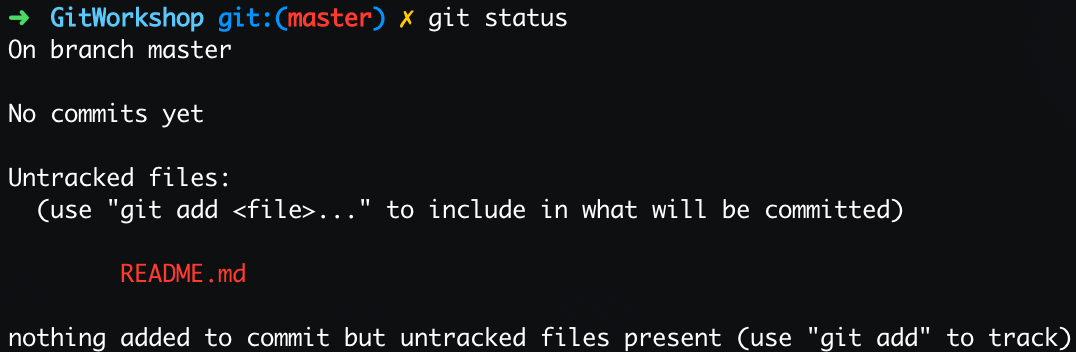 ➜  GitWorkshop git:(master) ✗ git status
On branch master
No commits yet
Untracked files:
  (use "git add <file>..." to include in what will be committed)
        README.md
nothing added to commit but untracked files present (use "git add" to track)